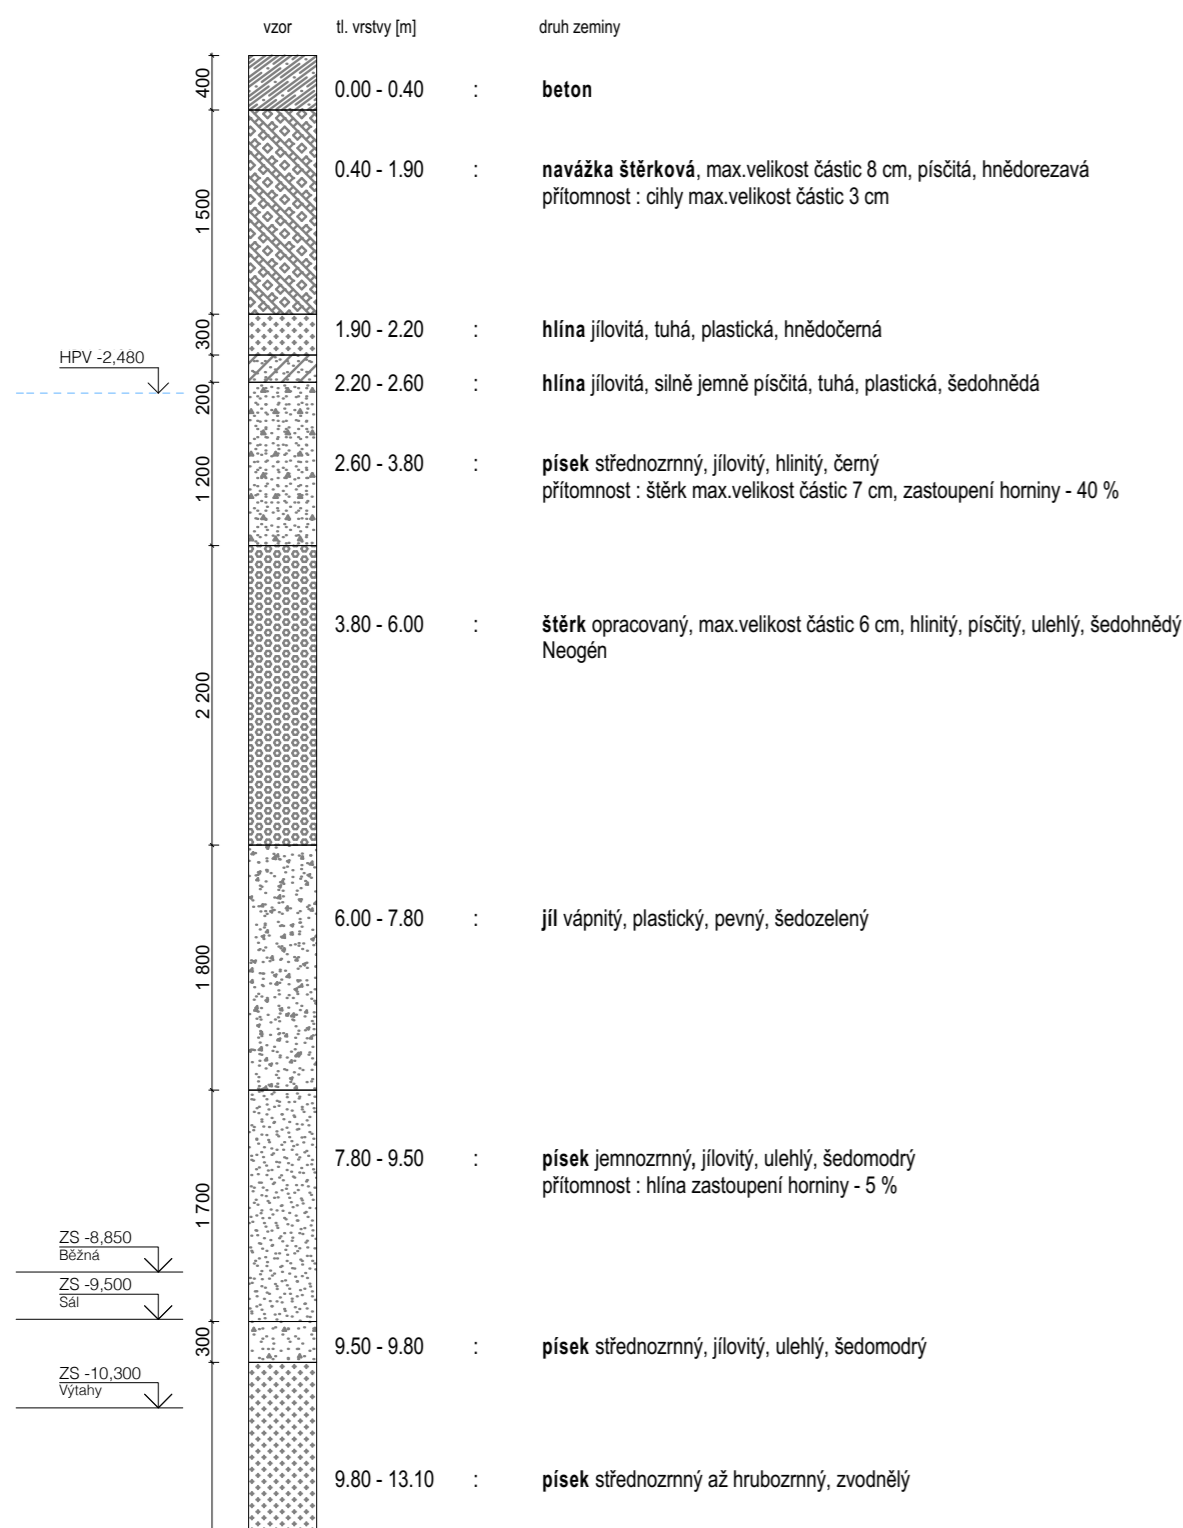 vzor tl. vrstvy [m] druh zeminy
400 0.00 - 0.40 : beton
1 500 0.40 - 1.90 : navážka štěrková, max.velikost částic 8 cm, písčitá, hnědorezavá
přítomnost : cihly max.velikost částic 3 cm
300 1.90 - 2.20 : hlína jílovitá, tuhá, plastická, hnědočerná
HPV -2,480
200 2.20 - 2.60 : hlína jílovitá, silně jemně písčitá, tuhá, plastická, šedohnědá
1 200 2.60 - 3.80 : písek střednozrnný, jílovitý, hlinitý, černý
přítomnost : štěrk max.velikost částic 7 cm, zastoupení horniny - 40 %
2 200 3.80 - 6.00 : štěrk opracovaný, max.velikost částic 6 cm, hlinitý, písčitý, ulehlý, šedohnědý
Neogén
1 800 6.00 - 7.80 : jíl vápnitý, plastický, pevný, šedozelený
1 700 7.80 - 9.50 : písek jemnozrnný, jílovitý, ulehlý, šedomodrý
přítomnost : hlína zastoupení horniny - 5 %
ZS -8,850
Běžná
ZS -9,500
Sál
300 9.50 - 9.80 : písek střednozrnný, jílovitý, ulehlý, šedomodrý
ZS -10,300
Výtahy
9.80 - 13.10 : písek střednozrnný až hrubozrnný, zvodnělý